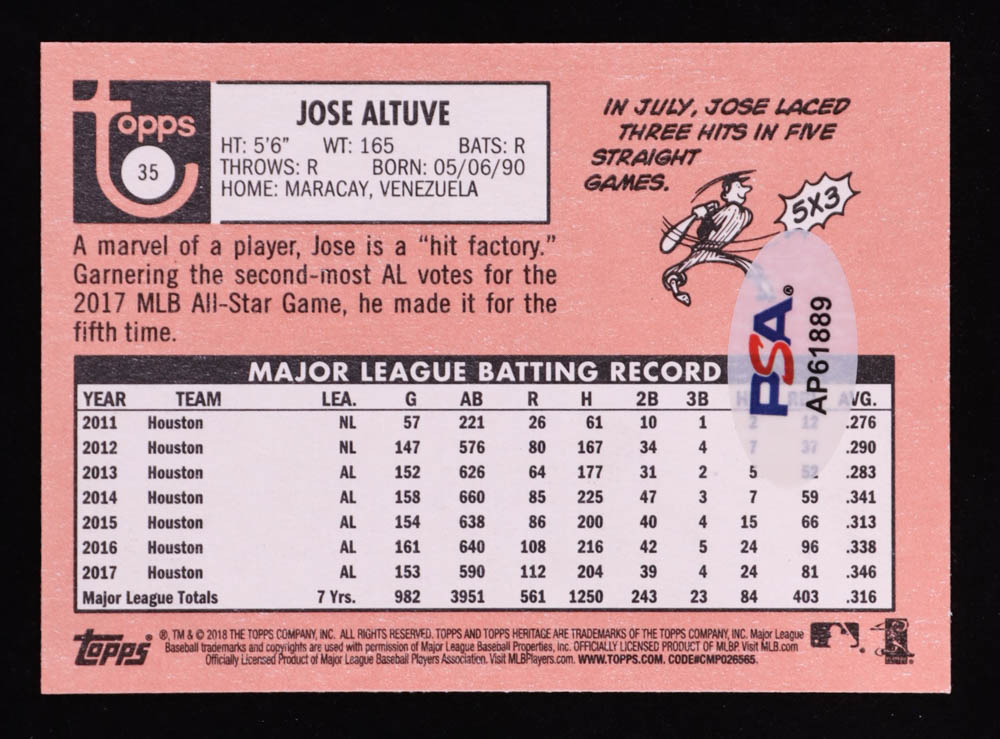 topps
35
JOSE ALTUVE
HT: 5'6" WT: 165 BATS: R
THROWS: R BORN: 05/06/90
HOME: MARACAY, VENEZUELA
IN JULY, JOSE LACED
THREE HITS IN FIVE
STRAIGHT
GAMES.
5X3
A marvel of a player, Jose is a "hit factory."
Garnering the second-most AL votes for the
2017 MLB All-Star Game, he made it for the
fifth time.
PSA®
AP61889
MAJOR LEAGUE BATTING RECORD
YEAR TEAM LEA. G AB R H 2B 3B H AVG.
2011 Houston NL 57 221 26 61 10 1 2 12 .276
2012 Houston NL 147 576 80 167 34 4 7 37 .290
2013 Houston AL 152 626 64 177 31 2 5 52 .283
2014 Houston AL 158 660 85 225 47 3 7 59 .341
2015 Houston AL 154 638 86 200 40 4 15 66 .313
2016 Houston AL 161 640 108 216 42 5 24 96 .338
2017 Houston AL 153 590 112 204 39 4 24 81 .346
Major League Totals 7 Yrs. 982 3951 561 1250 243 23 84 403 .316
topps®
®, TM & © 2018 THE TOPPS COMPANY, INC. ALL RIGHTS RESERVED. TOPPS AND TOPPS HERITAGE ARE TRADEMARKS OF THE TOPPS COMPANY, INC. Major League
Baseball trademarks and copyrights are used with permission of Major League Baseball Properties, Inc. OFFICIALLY LICENSED PRODUCT OF MLBP. Visit MLB.com
Officially Licensed Product of Major League Baseball Players Association. Visit MLBPlayers.com. WWW.TOPPS.COM. CODE#CMP026565.